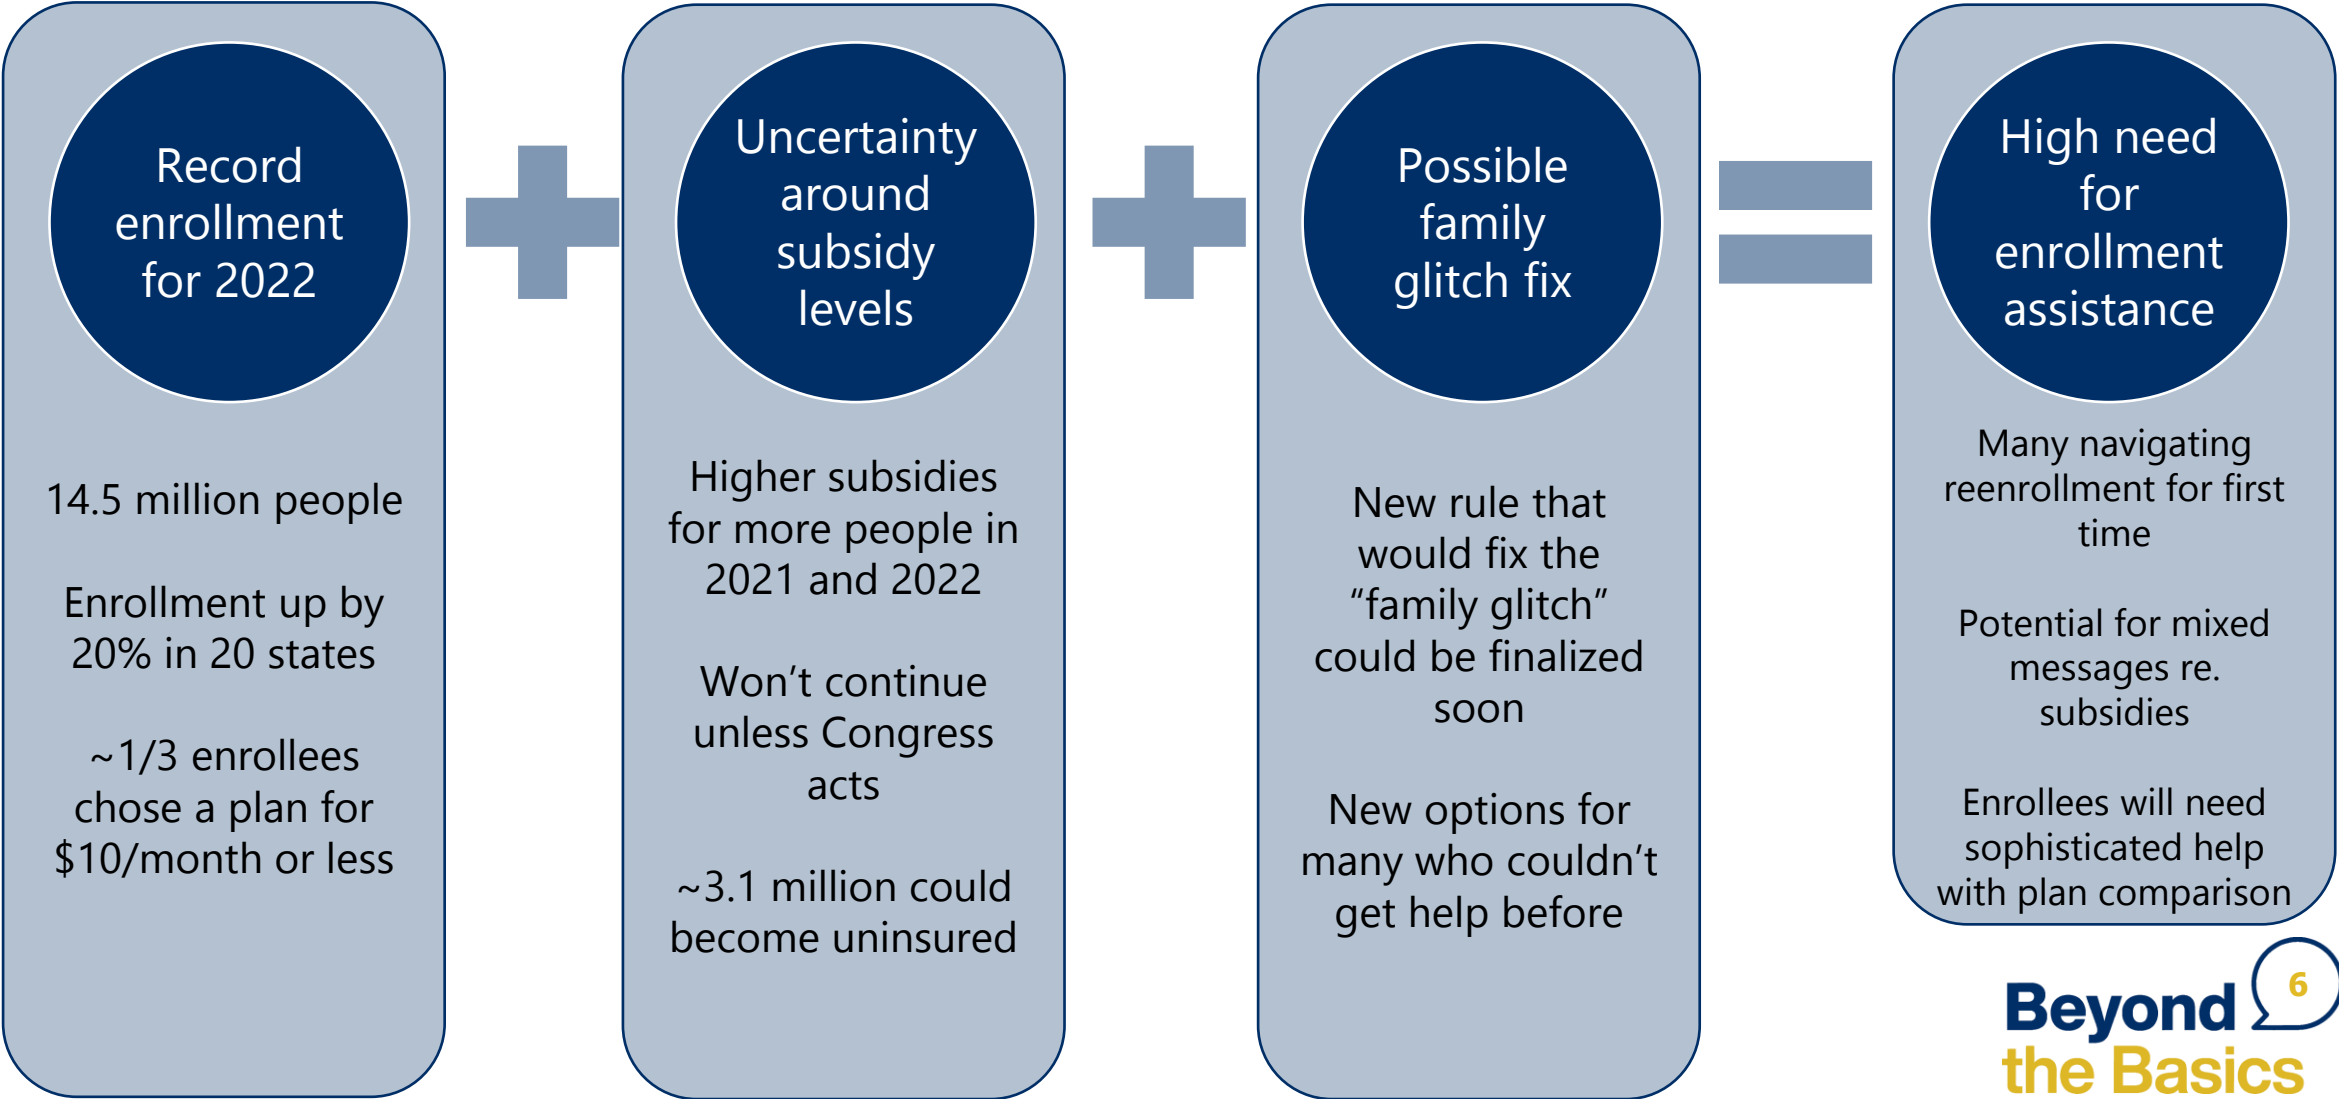 Record
enrollment
for 2022
14.5 million people
Enrollment up by
20% in 20 states
~1/3 enrollees
chose a plan for
$10/month or less
Uncertainty
around
subsidy
levels
Higher subsidies
for more people in
2021 and 2022
Won’t continue
unless Congress
acts
~3.1 million could
become uninsured
Possible
family
glitch fix
New rule that
would fix the
“family glitch”
could be finalized
soon
New options for
many who couldn’t
get help before
High need
for
enrollment
assistance
Many navigating
reenrollment for first
time
Potential for mixed
messages re.
subsidies
Enrollees will need
sophisticated help
with plan comparison
6
Beyond
the Basics